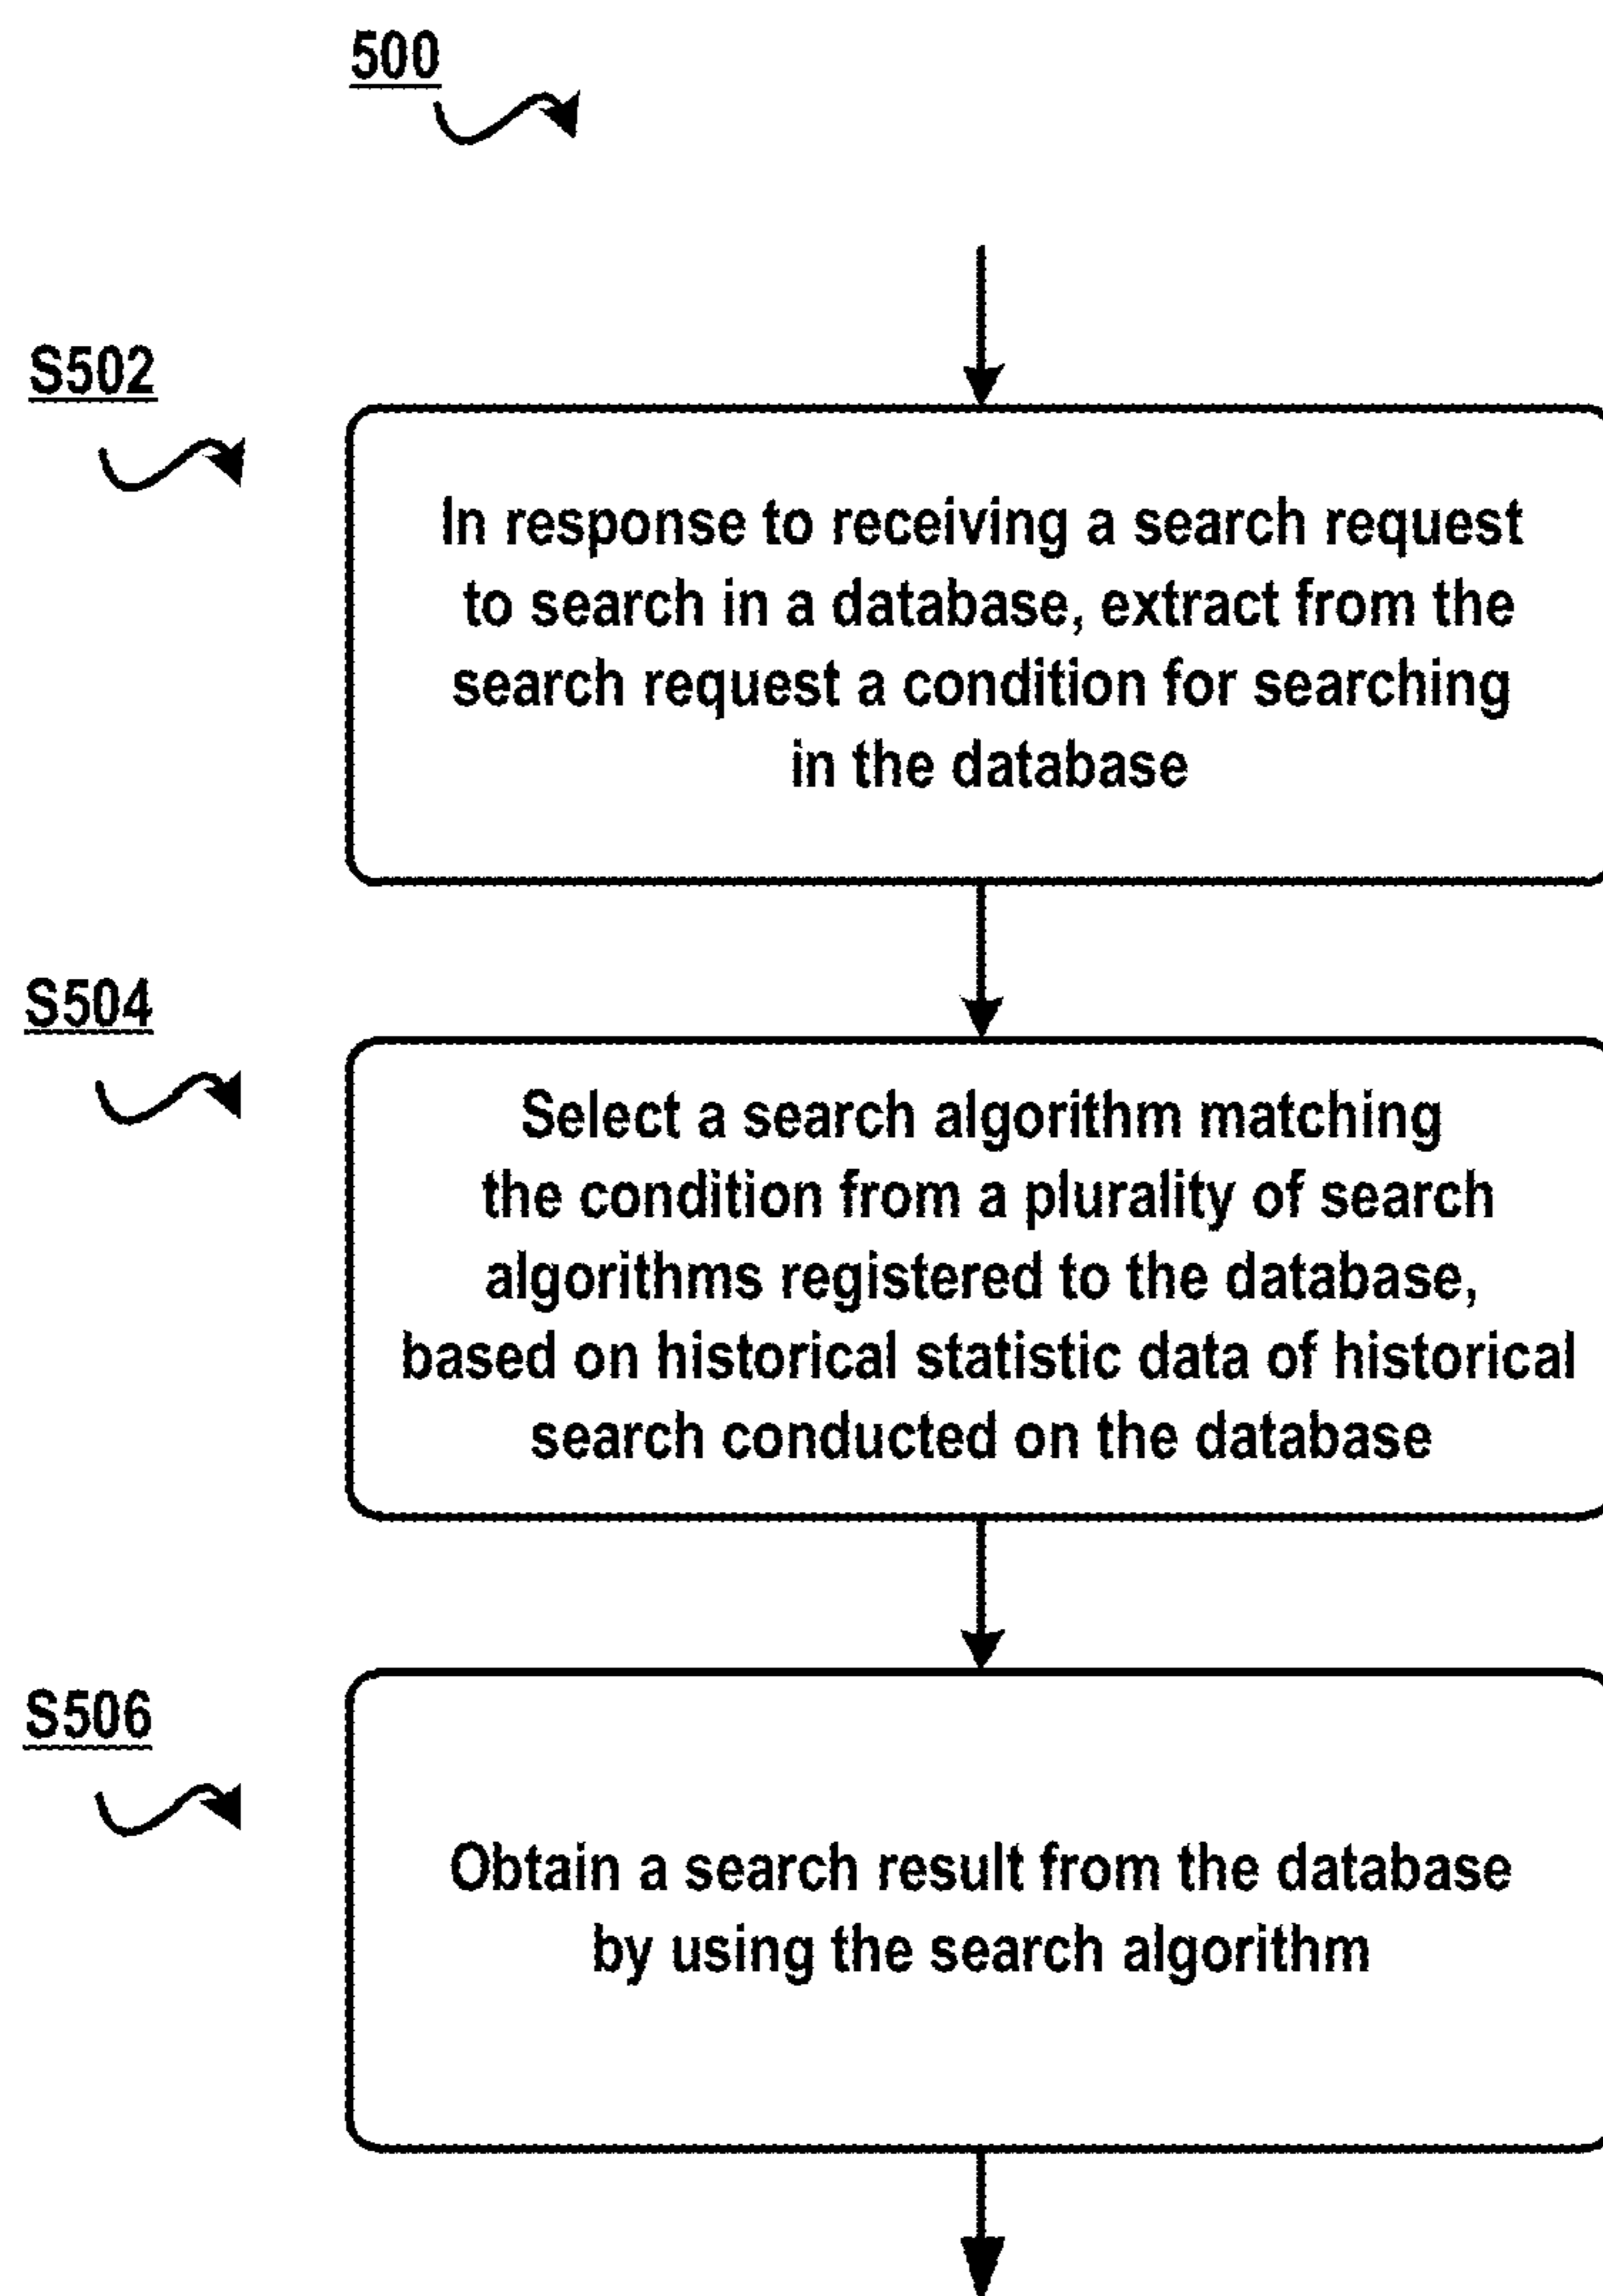 500
S502
In response to receiving a search request
to search in a database, extract from the
search request a condition for searching
in the database
S504
Select a search algorithm matching
the condition from a plurality of search
algorithms registered to the database,
based on historical statistic data of historical
search conducted on the database
S506
Obtain a search result from the database
by using the search algorithm